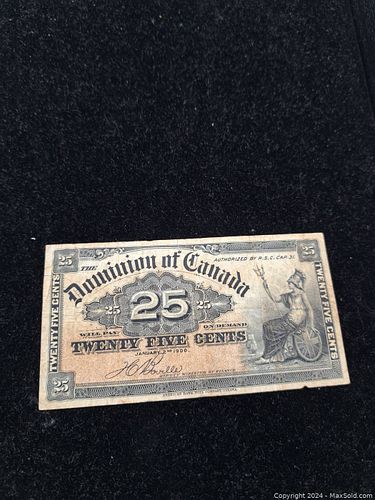 25
25
THE
Dominion of Canada
AUTHORIZED BY R.S.C. CAP. 31.
TWENTY FIVE CENTS
25
25
25
TWENTY FIVE CENTS
WILL PAY
ON DEMAND
TWENTY FIVE CENTS
JANUARY 2ND 1900.
25
25
Copyright © 2024 - MaxSold.com